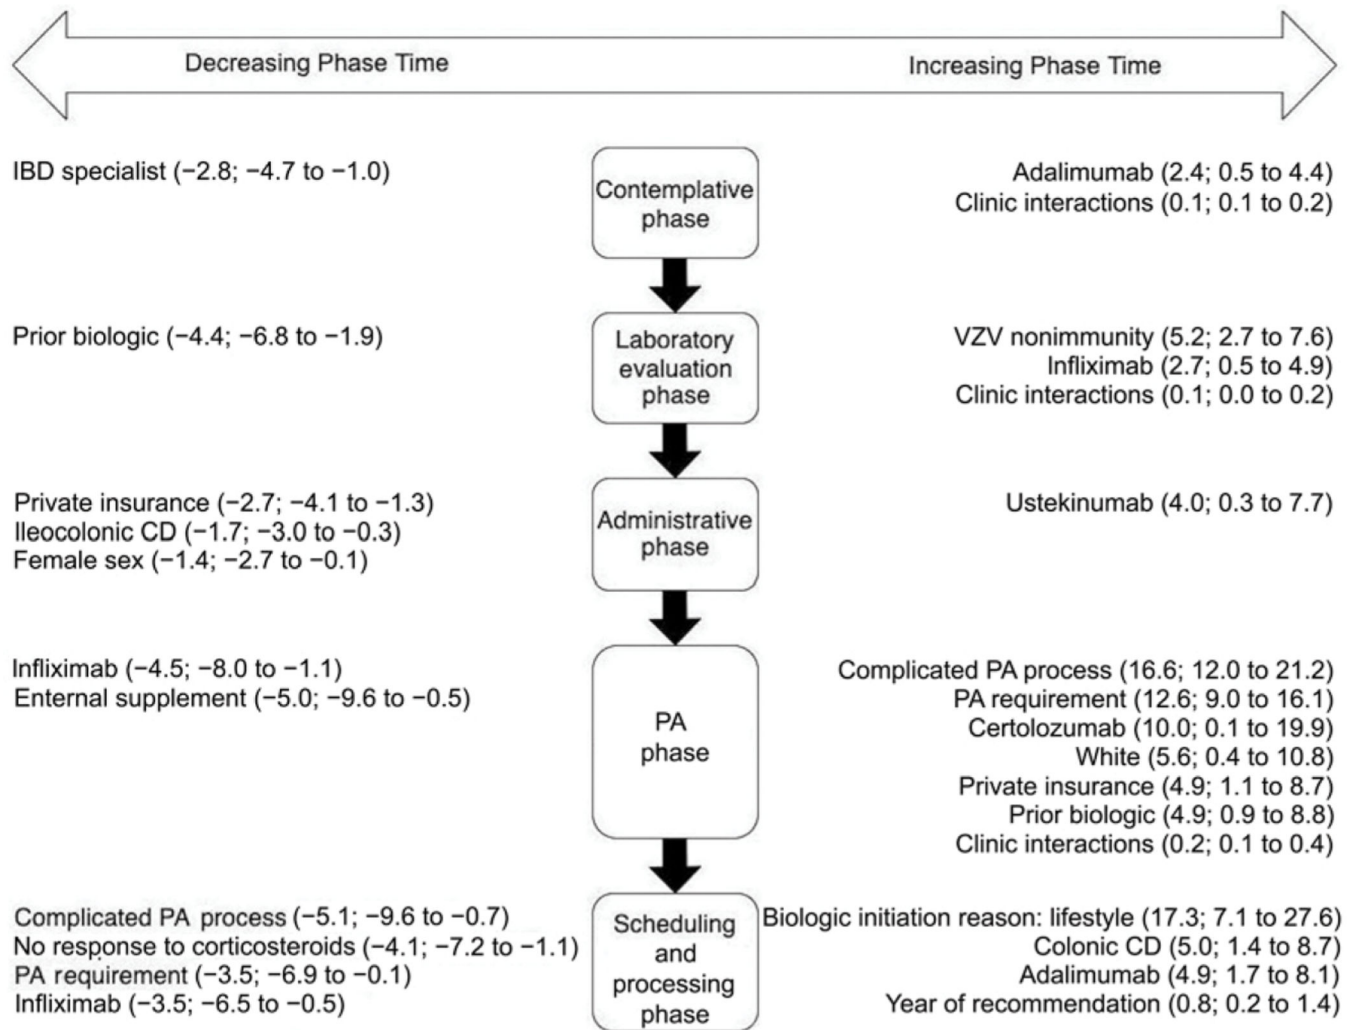 Decreasing Phase Time
Increasing Phase Time
IBD specialist (−2.8; −4.7 to −1.0)
Contemplative
phase
Adalimumab (2.4; 0.5 to 4.4)
Clinic interactions (0.1; 0.1 to 0.2)
Prior biologic (−4.4; −6.8 to −1.9)
Laboratory
evaluation
phase
VZV nonimmunity (5.2; 2.7 to 7.6)
Infliximab (2.7; 0.5 to 4.9)
Clinic interactions (0.1; 0.0 to 0.2)
Private insurance (−2.7; −4.1 to −1.3)
Ileocolonic CD (−1.7; −3.0 to −0.3)
Female sex (−1.4; −2.7 to −0.1)
Administrative
phase
Ustekinumab (4.0; 0.3 to 7.7)
Infliximab (−4.5; −8.0 to −1.1)
Enternal supplement (−5.0; −9.6 to −0.5)
PA
phase
Complicated PA process (16.6; 12.0 to 21.2)
PA requirement (12.6; 9.0 to 16.1)
Certolozumab (10.0; 0.1 to 19.9)
White (5.6; 0.4 to 10.8)
Private insurance (4.9; 1.1 to 8.7)
Prior biologic (4.9; 0.9 to 8.8)
Clinic interactions (0.2; 0.1 to 0.4)
Complicated PA process (−5.1; −9.6 to −0.7)
No response to corticosteroids (−4.1; −7.2 to −1.1)
PA requirement (−3.5; −6.9 to −0.1)
Infliximab (−3.5; −6.5 to −0.5)
Scheduling
and
processing
phase
Biologic initiation reason: lifestyle (17.3; 7.1 to 27.6)
Colonic CD (5.0; 1.4 to 8.7)
Adalimumab (4.9; 1.7 to 8.1)
Year of recommendation (0.8; 0.2 to 1.4)